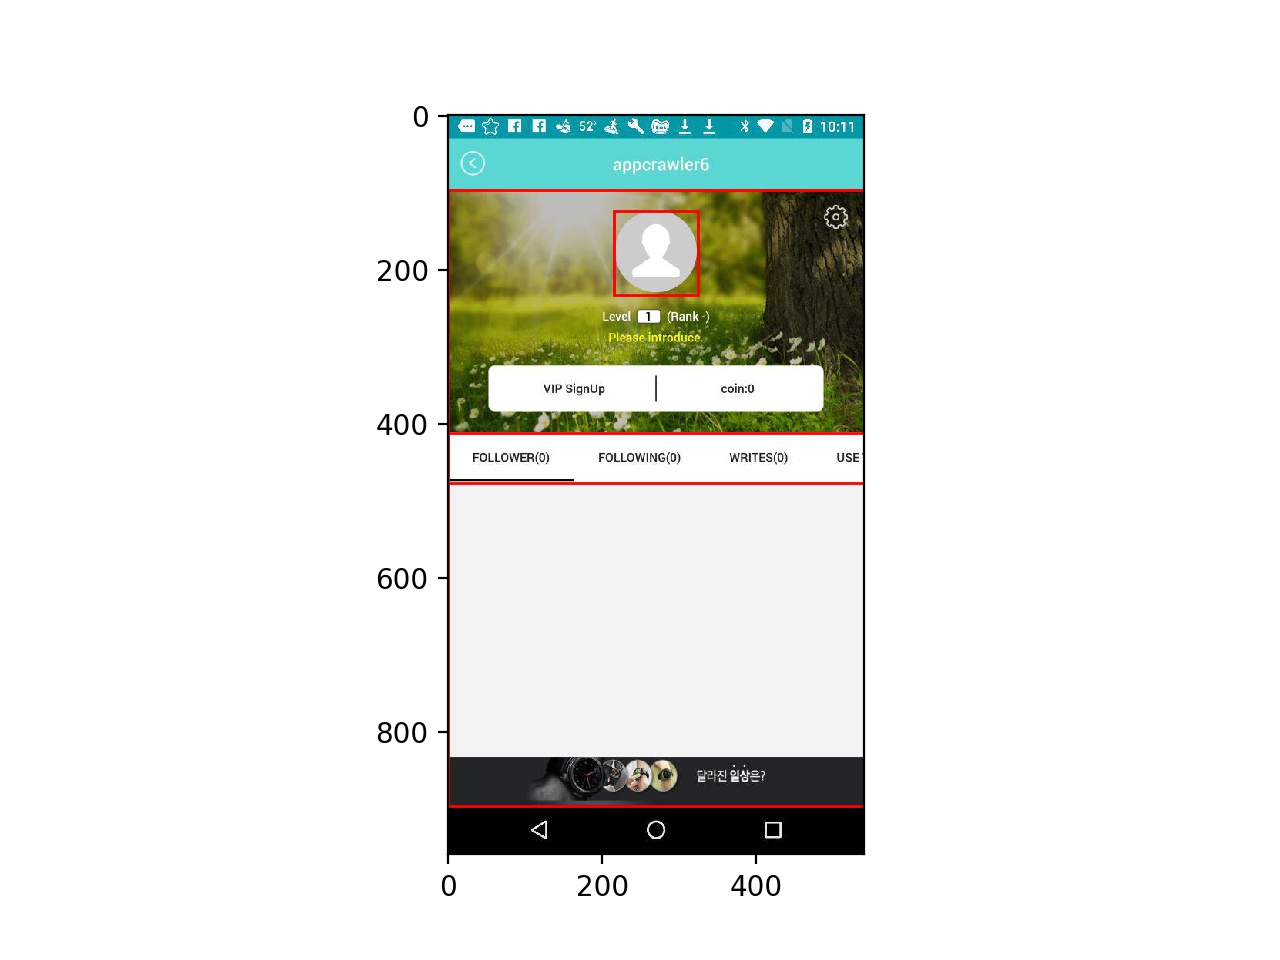 0
52°
10:11
appcrawler6
200
Level 1 (Rank -)
Please introduce.
VIP SignUp
coin:0
400
FOLLOWER(0)
FOLLOWING(0)
WRITES(0)
USE
600
800
달라진 일상은?
0
200
400